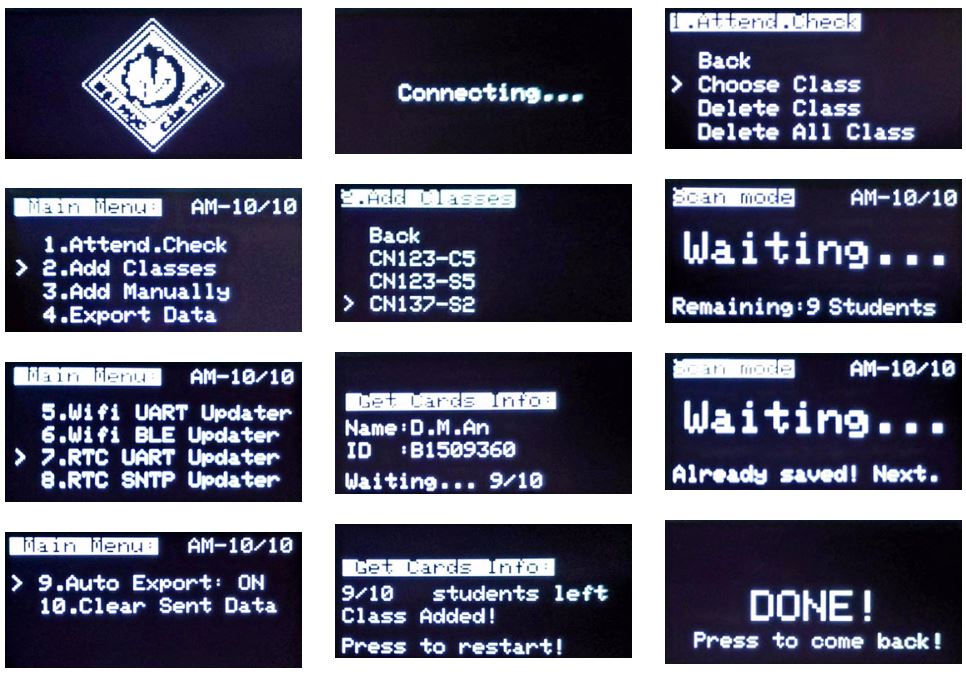 Connecting...
1.Attend.Check
Back
> Choose Class
Delete Class
Delete All Class
Main Menu: AM-10/10
1.Attend.Check
> 2.Add Classes
3.Add Manually
4.Export Data
2.Add Classes
Back
CN123-C5
CN123-S5
> CN137-S2
Scan mode AM-10/10
Waiting...
Remaining:9 Students
Main Menu: AM-10/10
5.Wifi UART Updater
6.Wifi BLE Updater
> 7.RTC UART Updater
8.RTC SNTP Updater
Get Cards Info:
Name:D.M.An
ID :B1509360
Waiting... 9/10
Scan mode AM-10/10
Waiting...
Already saved! Next.
Main Menu: AM-10/10
> 9.Auto Export: ON
10.Clear Sent Data
Get Cards Info:
9/10 students left
Class Added!
Press to restart!
DONE!
Press to come back!